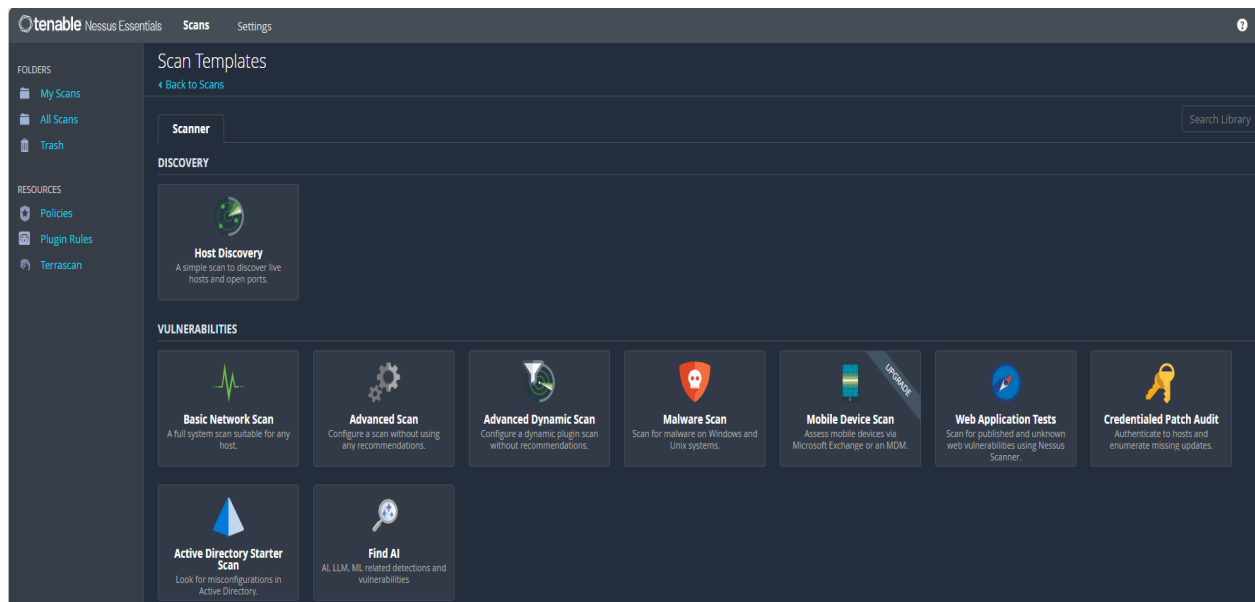 tenable Nessus Essentials Scans Settings
?
FOLDERS
My Scans
All Scans
Trash
RESOURCES
Policies
Plugin Rules
Terrascan
Scan Templates
‹ Back to Scans
Scanner
Search Library
DISCOVERY
Host Discovery
A simple scan to discover live
hosts and open ports.
VULNERABILITIES
Basic Network Scan
A full system scan suitable for any
host.
Advanced Scan
Configure a scan without using
any recommendations.
Advanced Dynamic Scan
Configure a dynamic plugin scan
without recommendations.
Malware Scan
Scan for malware on Windows and
Unix systems.
UPGRADE
Mobile Device Scan
Assess mobile devices via
Microsoft Exchange or an MDM.
Web Application Tests
Scan for published and unknown
web vulnerabilities using Nessus
Scanner.
Credentialed Patch Audit
Authenticate to hosts and
enumerate missing updates.
Active Directory Starter
Scan
Look for misconfigurations in
Active Directory.
Find AI
AI, LLM, ML related detections and
vulnerabilities